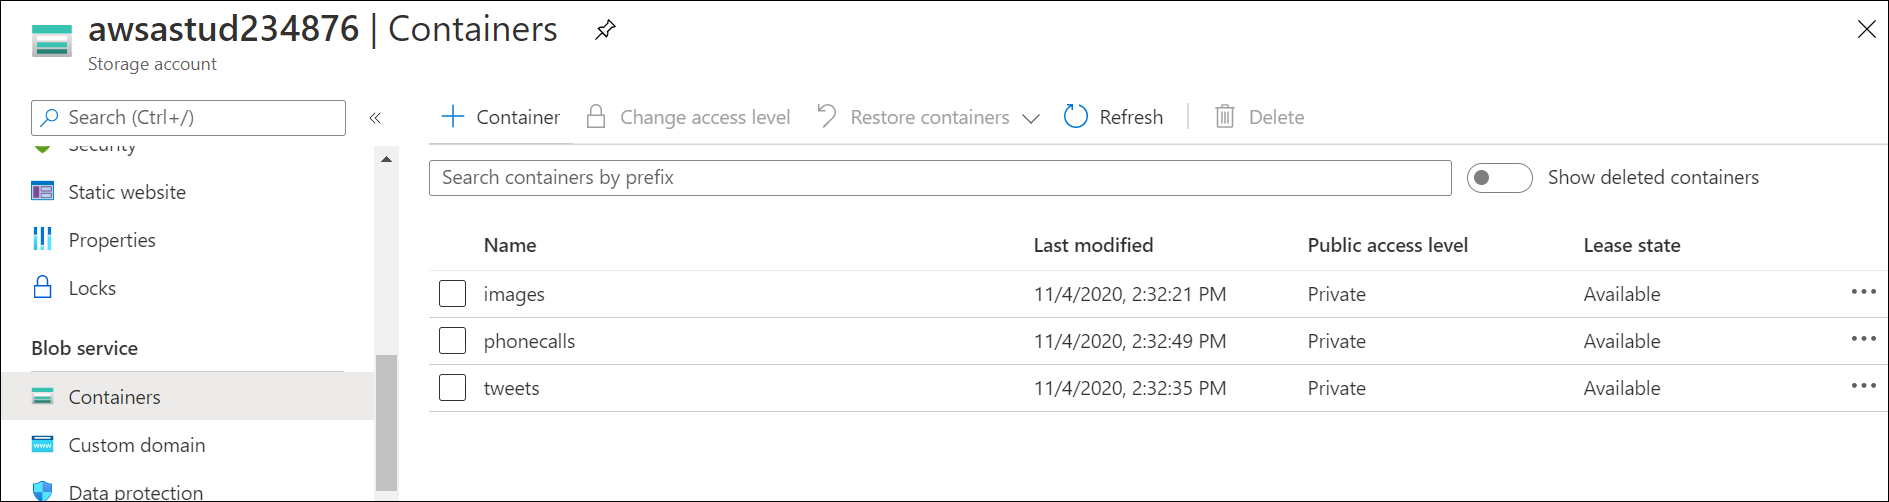 awsastud234876 | Containers
Storage account
Search (Ctrl+/)
«
Container
Change access level
Restore containers
Refresh
Delete
Security
Static website
Properties
Locks
Blob service
Containers
Custom domain
Data protection
Search containers by prefix
Show deleted containers
Name Last modified Public access level Lease state
images 11/4/2020, 2:32:21 PM Private Available
phonecalls 11/4/2020, 2:32:49 PM Private Available
tweets 11/4/2020, 2:32:35 PM Private Available